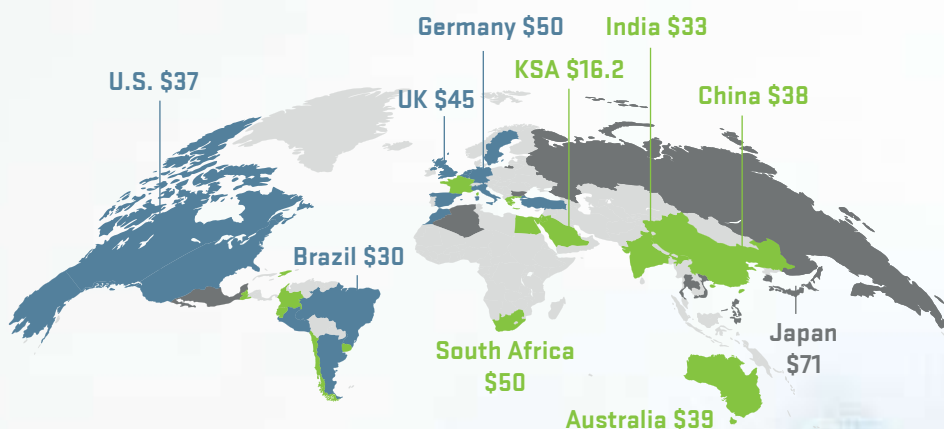 Germany $50
India $33
KSA $16.2
U.S. $37
UK $45
China $38
Brazil $30
Japan
$71
South Africa
$50
Australia $39